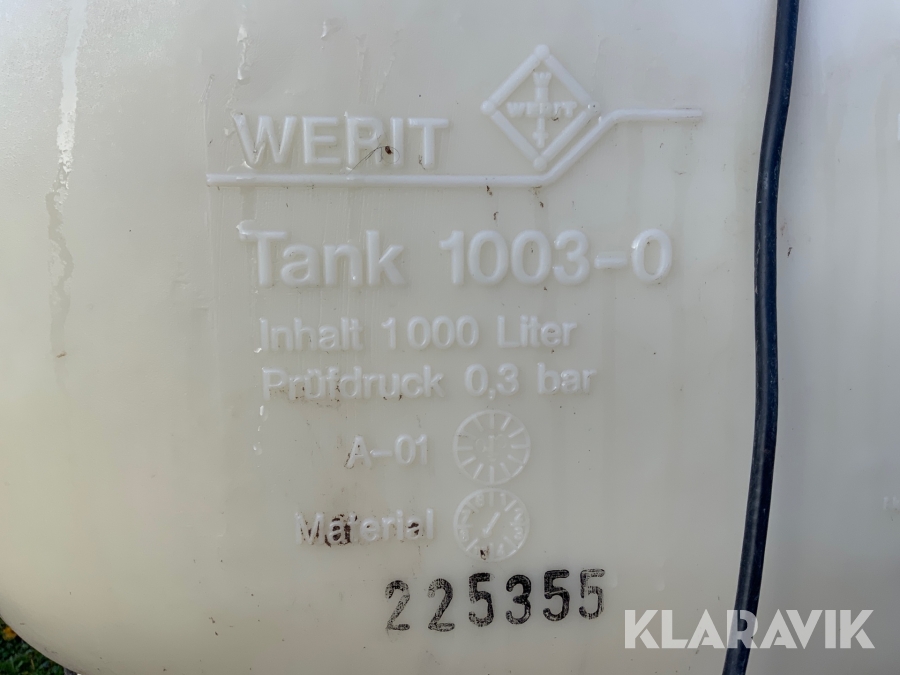 WERIT
WERIT
Tank 1003-0
Inhalt 1000 Liter
Prüfdruck 0,3 bar
A-01
Material
225355
KLARAVIK